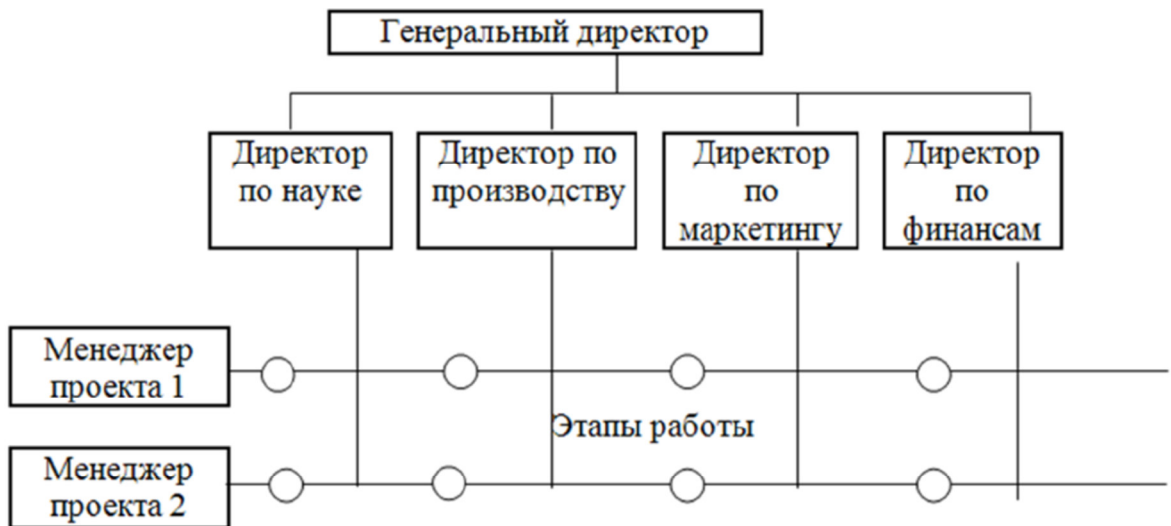 Генеральный директор
Директор
по науке
Директор по
производству
Директор
по
маркетингу
Директор
по
финансам
Менеджер
проекта 1
Этапы работы
Менеджер
проекта 2